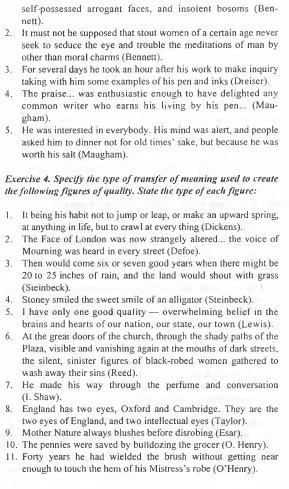 self-possessed arrogant faces, and insolent bosoms (Ben-
nett).
2. It must not be supposed that stout women of a certain age never
seek to seduce the eye and trouble the meditations of man by
other than moral charms (Bennett).
3. For several days he took an hour after his work to make inquiry
taking with him some examples of his pen and inks (Dreiser).
4. The praise... was enthusiastic enough to have delighted any
common writer who earns his living by his pen... (Mau-
gham).
5. He was interested in everybody. His mind was alert, and people
asked him to dinner not for old times' sake, but because he was
worth his salt (Maugham).
Exercise 4. Specify the type of transfer of meaning used to create
the following figures of quality. State the type of each figure:
1. It being his habit not to jump or leap, or make an upward spring,
at anything in life, but to crawl at every thing (Dickens).
2. The Face of London was now strangely altered... the voice of
Mourning was heard in every street (Defoe).
3. Then would come six or seven good years when there might be
20 to 25 inches of rain, and the land would shout with grass
(Steinbeck).
4. Stoney smiled the sweet smile of an alligator (Steinbeck).
5. I have only one good quality — overwhelming belief in the
brains and hearts of our nation, our state, our town (Lewis).
6. At the great doors of the church, through the shady paths of the
Plaza, visible and vanishing again at the mouths of dark streets,
the silent, sinister figures of black-robed women gathered to
wash away their sins (Reed).
7. He made his way through the perfume and conversation
(I. Shaw).
8. England has two eyes, Oxford and Cambridge. They are the
two eyes of England, and two intellectual eyes (Taylor).
9. Mother Nature always blushes before disrobing (Esar).
10. The pennies were saved by bulldozing the grocer (O. Henry).
11. Forty years he had wielded the brush without getting near
enough to touch the hem of his Mistress's robe (O'Henry).